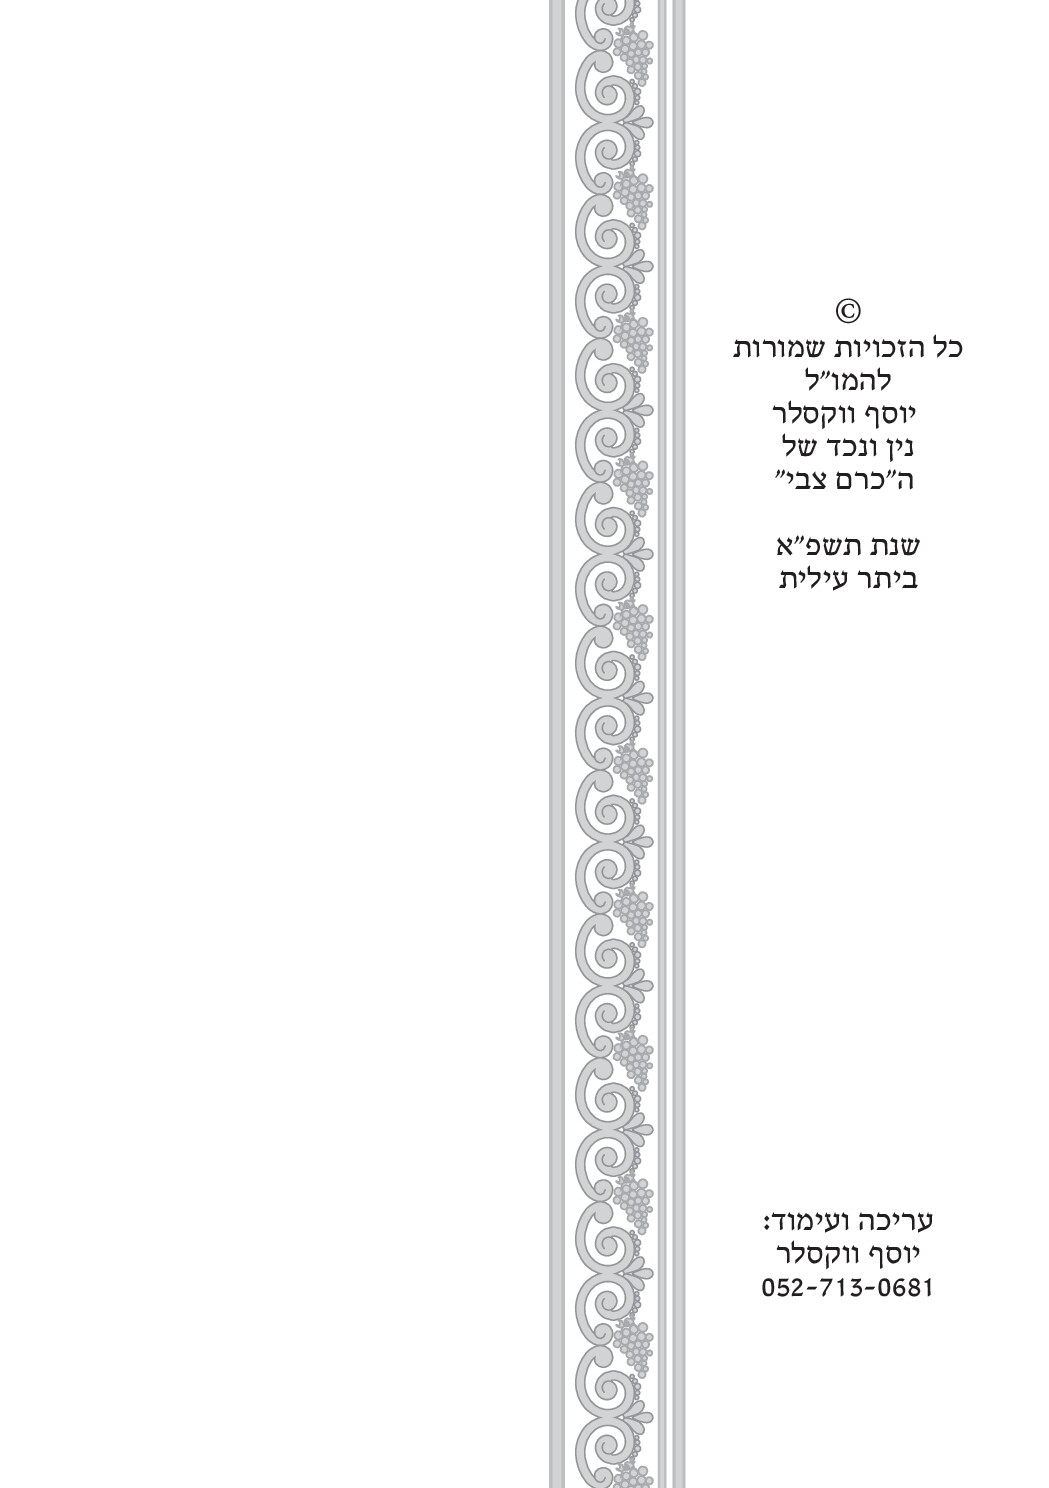 ©
כל הזכויות שמורות
להמו"ל
יוסף ווקסלר
נין ונכד של
ה"כרם צבי"
שנת תשפ"א
ביתר עילית
עריכה ועימוד:
יוסף ווקסלר
052-713-0681